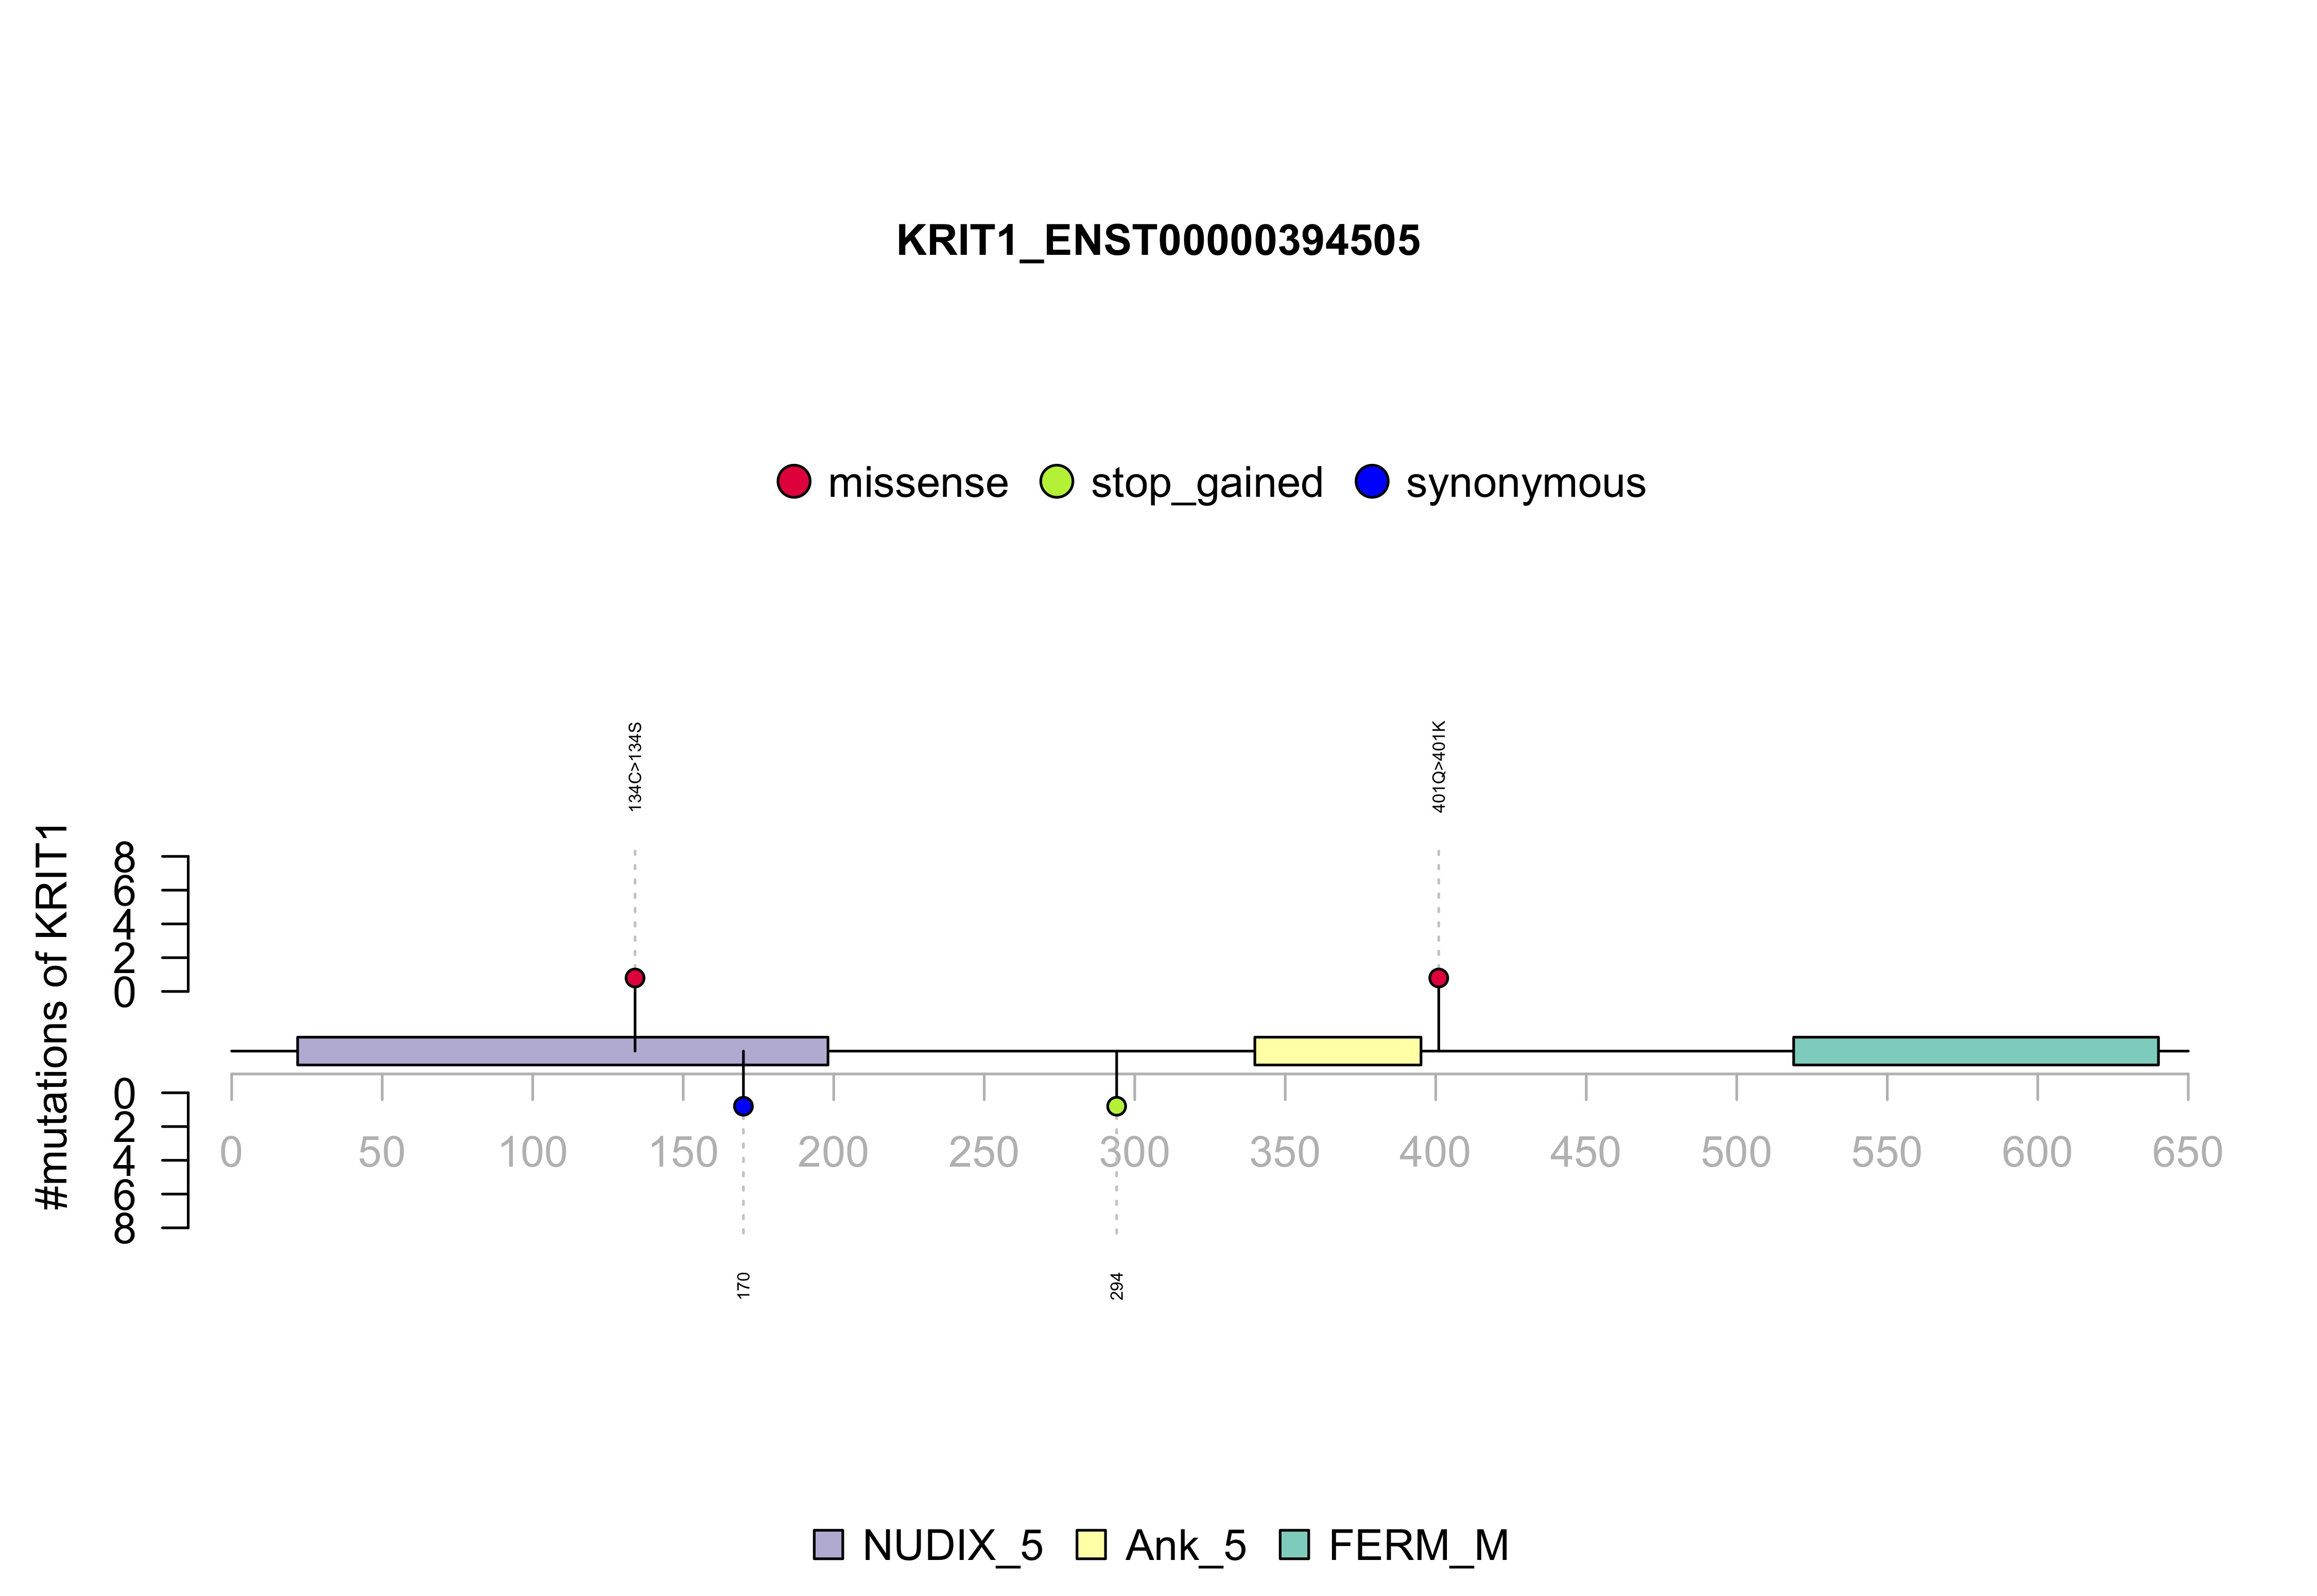 KRIT1_ENST00000394505
missense stop_gained synonymous
134C>134S
401Q>401K
#mutations of KRIT1
8
6
4
2
0
0
2
4
6
8
0 50 100 150 200 250 300 350 400 450 500 550 600 650
170
294
NUDIX_5 Ank_5 FERM_M